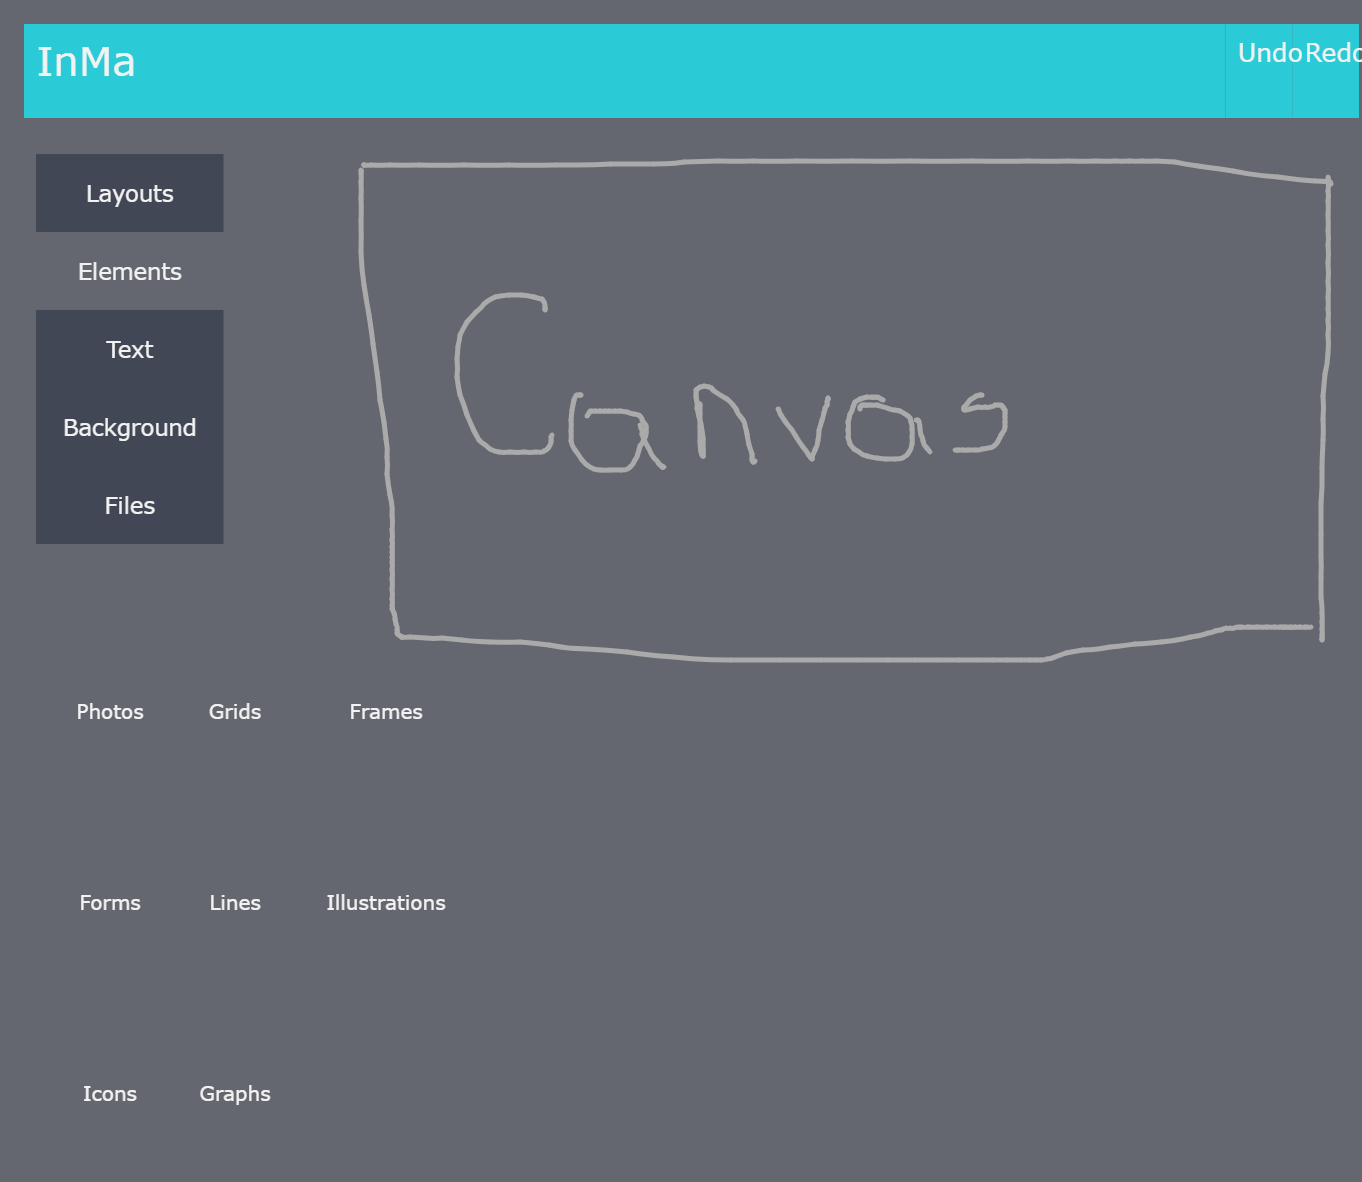 InMa
Undo Redo
Layouts
Elements
Text
Background
Files
Canvas
Photos Grids Frames
Forms Lines Illustrations
Icons Graphs